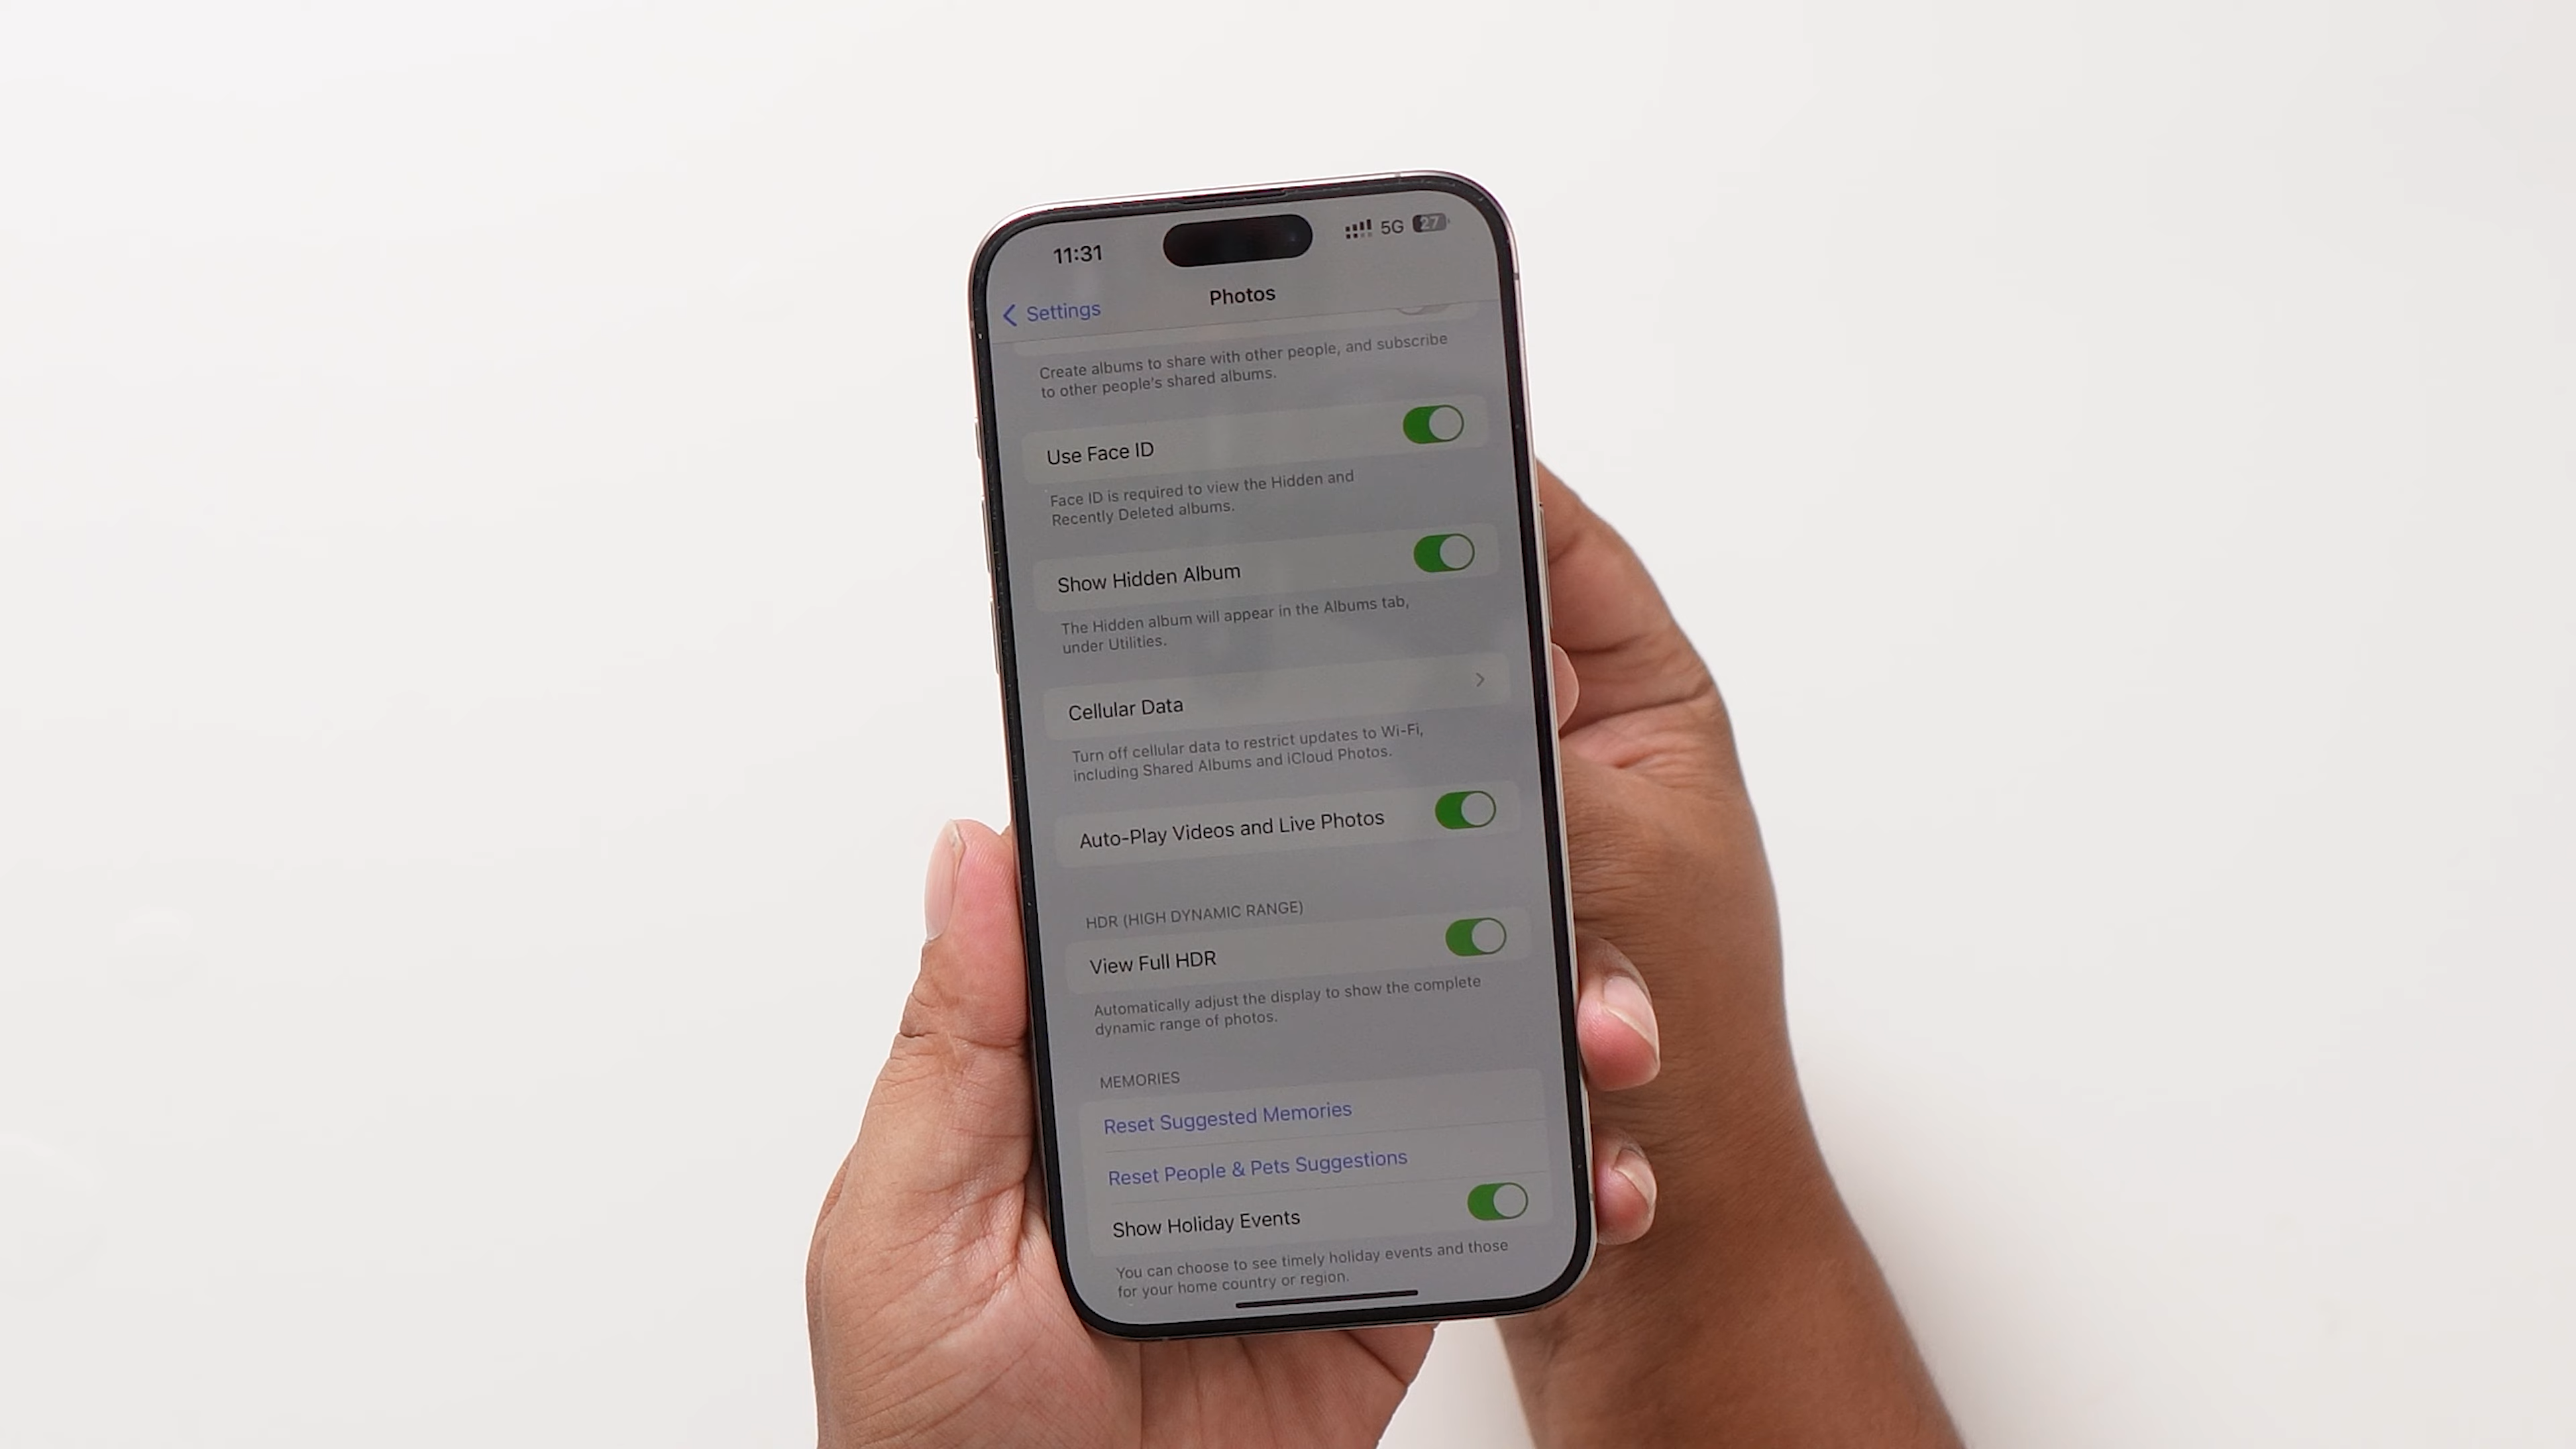 11:31
5G 27
Settings
Photos
Create albums to share with other people, and subscribe
to other people's shared albums.
Use Face ID
Face ID is required to view the Hidden and
Recently Deleted albums.
Show Hidden Album
The Hidden album will appear in the Albums tab,
under Utilities.
Cellular Data
Turn off cellular data to restrict updates to Wi-Fi,
including Shared Albums and iCloud Photos.
Auto-Play Videos and Live Photos
HDR (HIGH DYNAMIC RANGE)
View Full HDR
Automatically adjust the display to show the complete
dynamic range of photos.
MEMORIES
Reset Suggested Memories
Reset People & Pets Suggestions
Show Holiday Events
You can choose to see timely holiday events and those
for your home country or region.